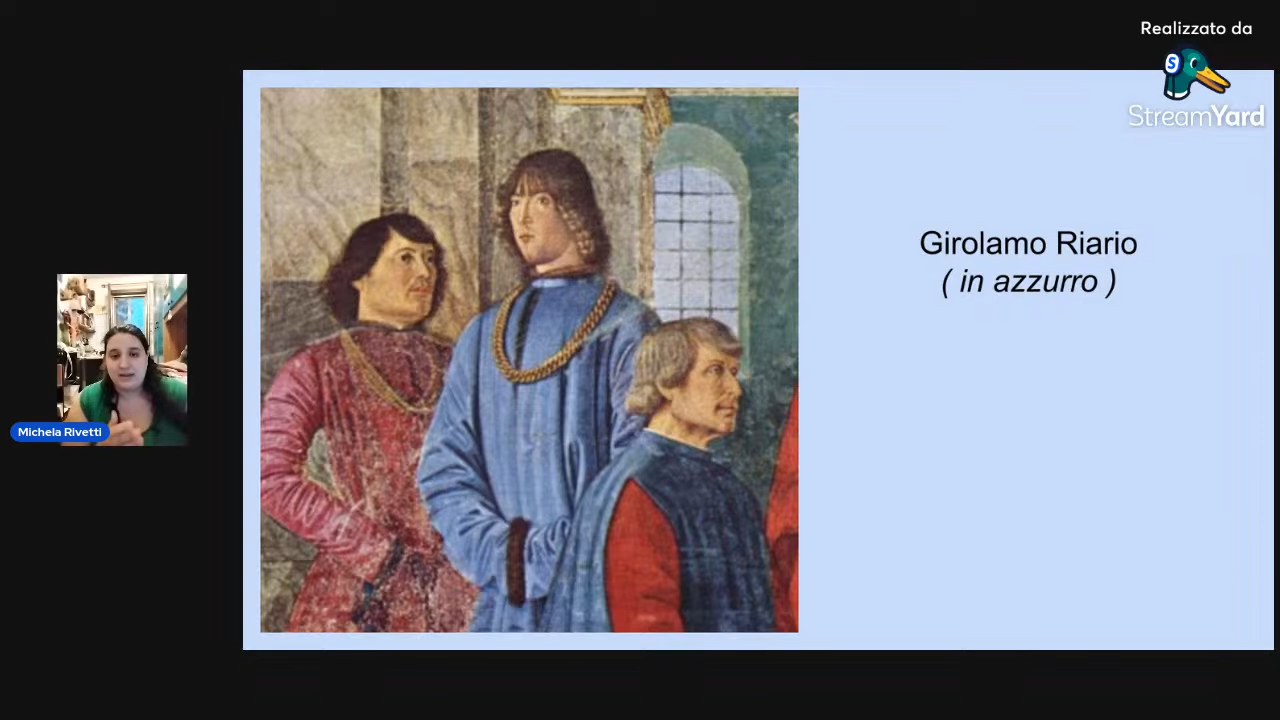 Realizzato da
S
StreamYard
Girolamo Riario
( in azzurro )
Michela Rivetti